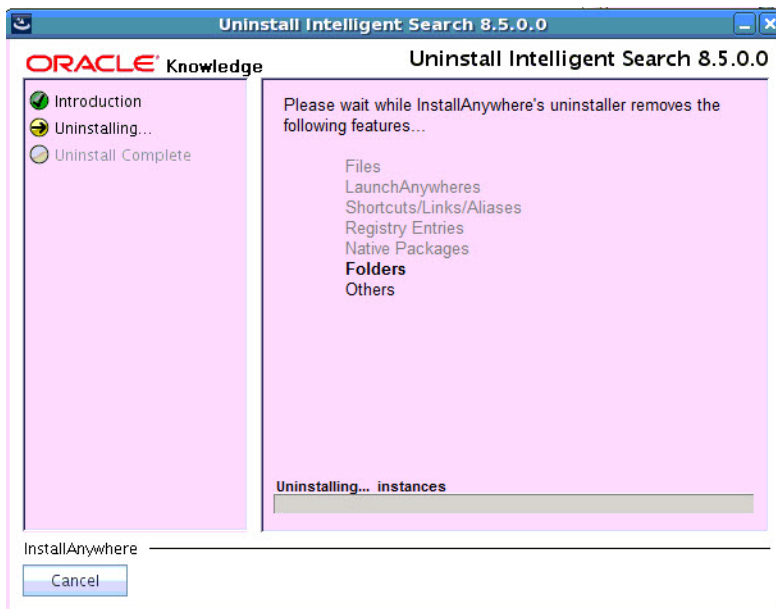 Uninstall Intelligent Search 8.5.0.0
ORACLE Knowledge
Uninstall Intelligent Search 8.5.0.0
Introduction
Uninstalling...
Uninstall Complete
Please wait while InstallAnywhere's uninstaller removes the
following features...
Files
LaunchAnywheres
Shortcuts/Links/Aliases
Registry Entries
Native Packages
Folders
Others
Uninstalling... instances
InstallAnywhere
Cancel